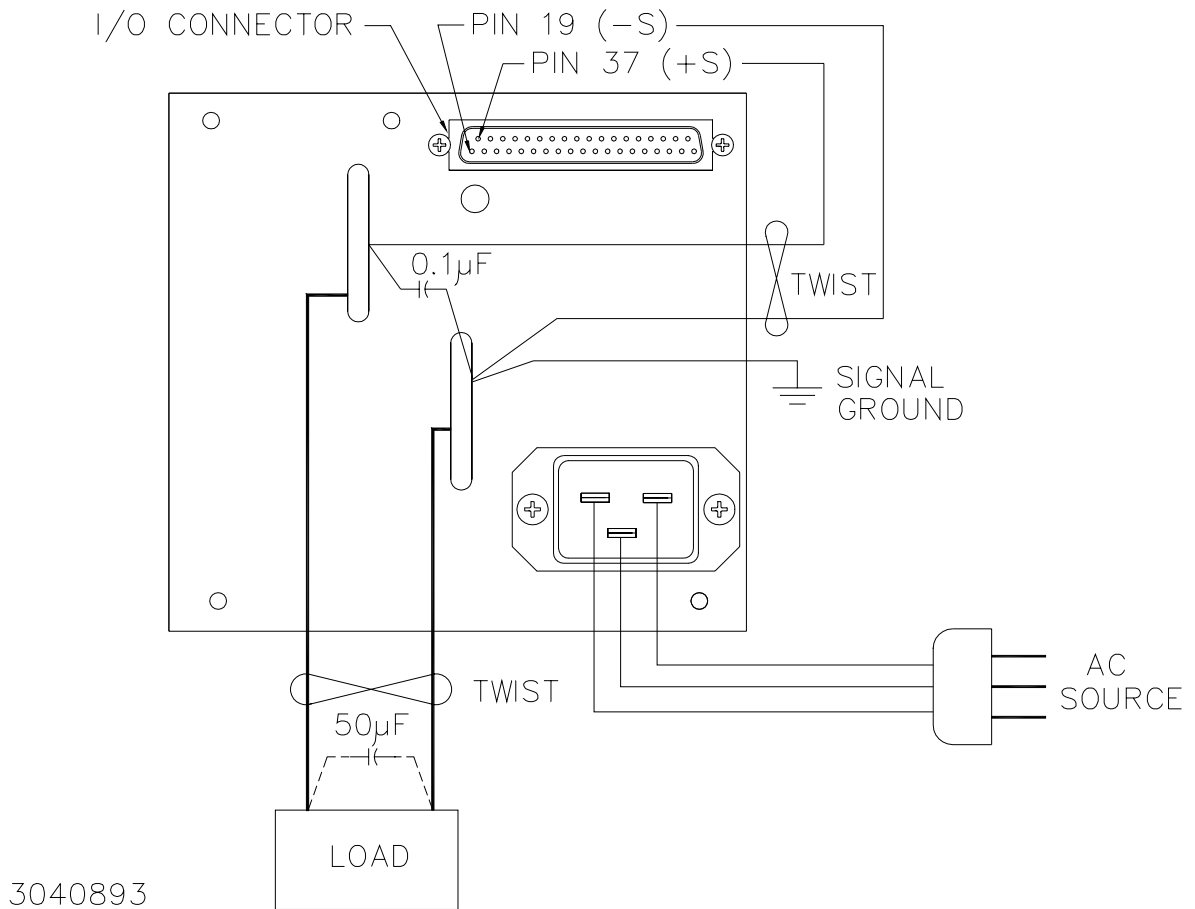 I/O CONNECTOR
PIN 19 (-S)
PIN 37 (+S)
0.1µF
TWIST
SIGNAL
GROUND
TWIST
AC
SOURCE
50µF
LOAD
3040893